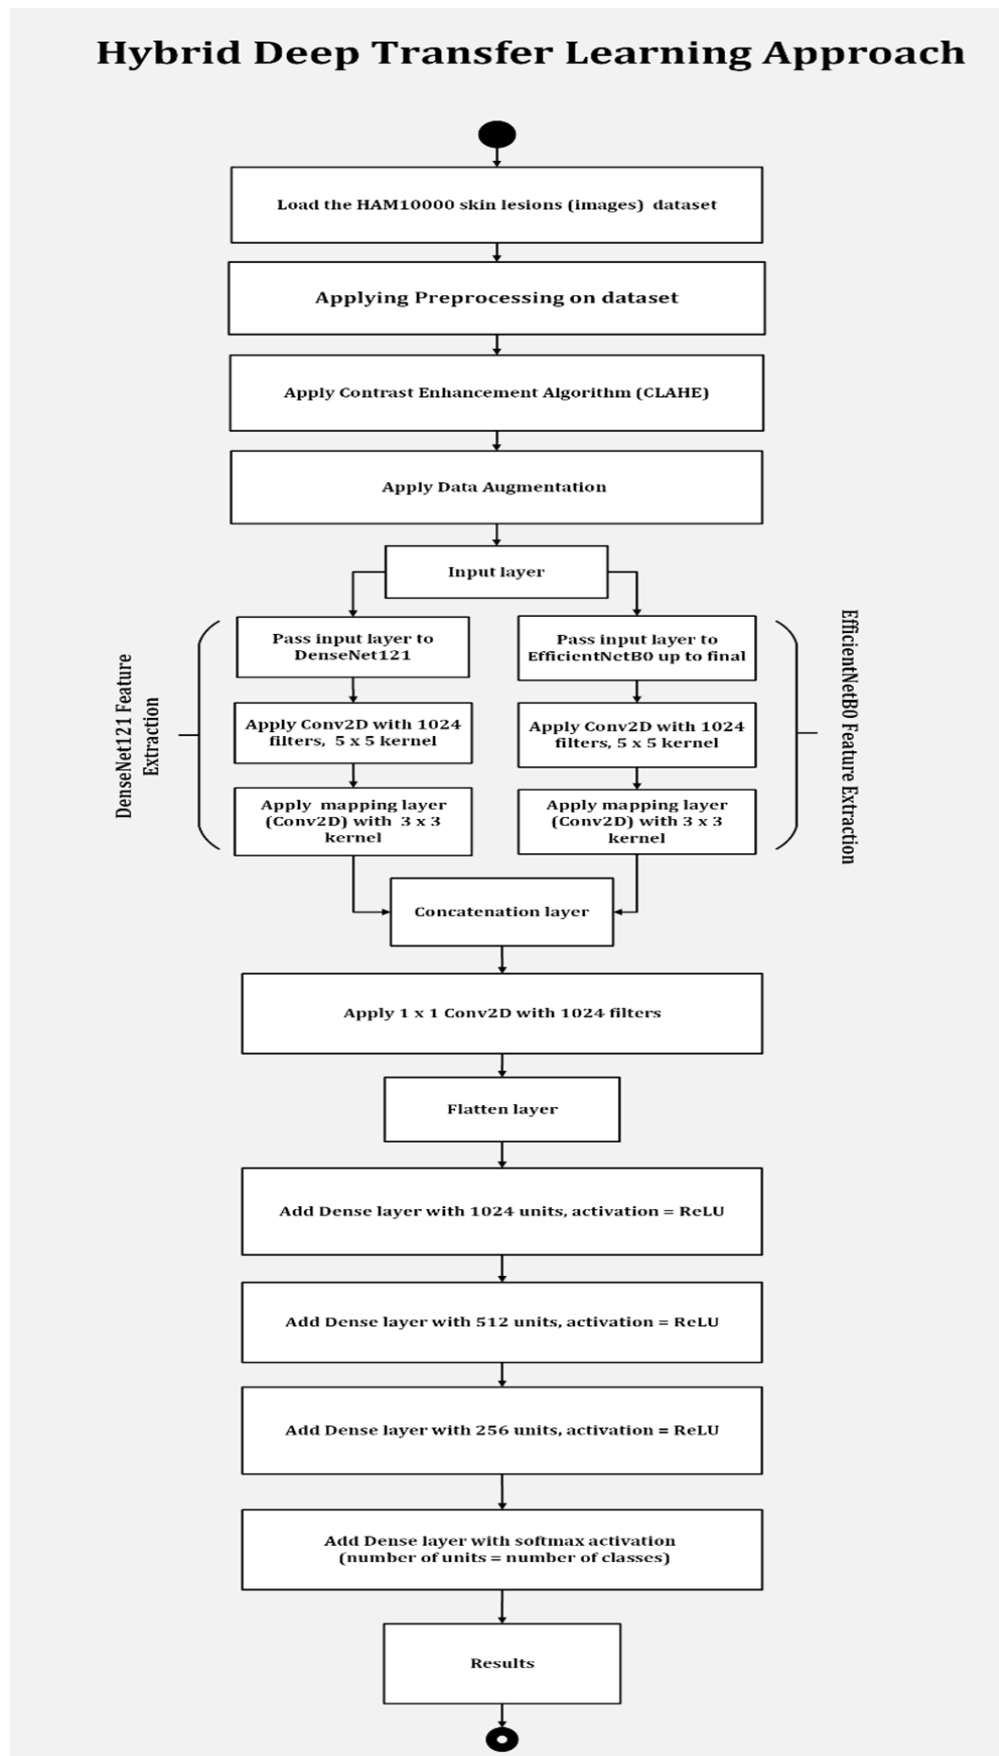 Hybrid Deep Transfer Learning Approach
Load the HAM10000 skin lesions (images) dataset
Applying Preprocessing on dataset
Apply Contrast Enhancement Algorithm (CLAHE)
Apply Data Augmentation
Input layer
DenseNet121 Feature
Extraction
Pass input layer to
DenseNet121
Apply Conv2D with 1024
filters, 5 x 5 kernel
Apply mapping layer
(Conv2D) with 3 x 3
kernel
Pass input layer to
EfficientNetB0 up to final
Apply Conv2D with 1024
filters, 5 x 5 kernel
Apply mapping layer
(Conv2D) with 3 x 3
kernel
EfficientNetB0 Feature Extraction
Concatenation layer
Apply 1 x 1 Conv2D with 1024 filters
Flatten layer
Add Dense layer with 1024 units, activation = ReLU
Add Dense layer with 512 units, activation = ReLU
Add Dense layer with 256 units, activation = ReLU
Add Dense layer with softmax activation
(number of units = number of classes)
Results